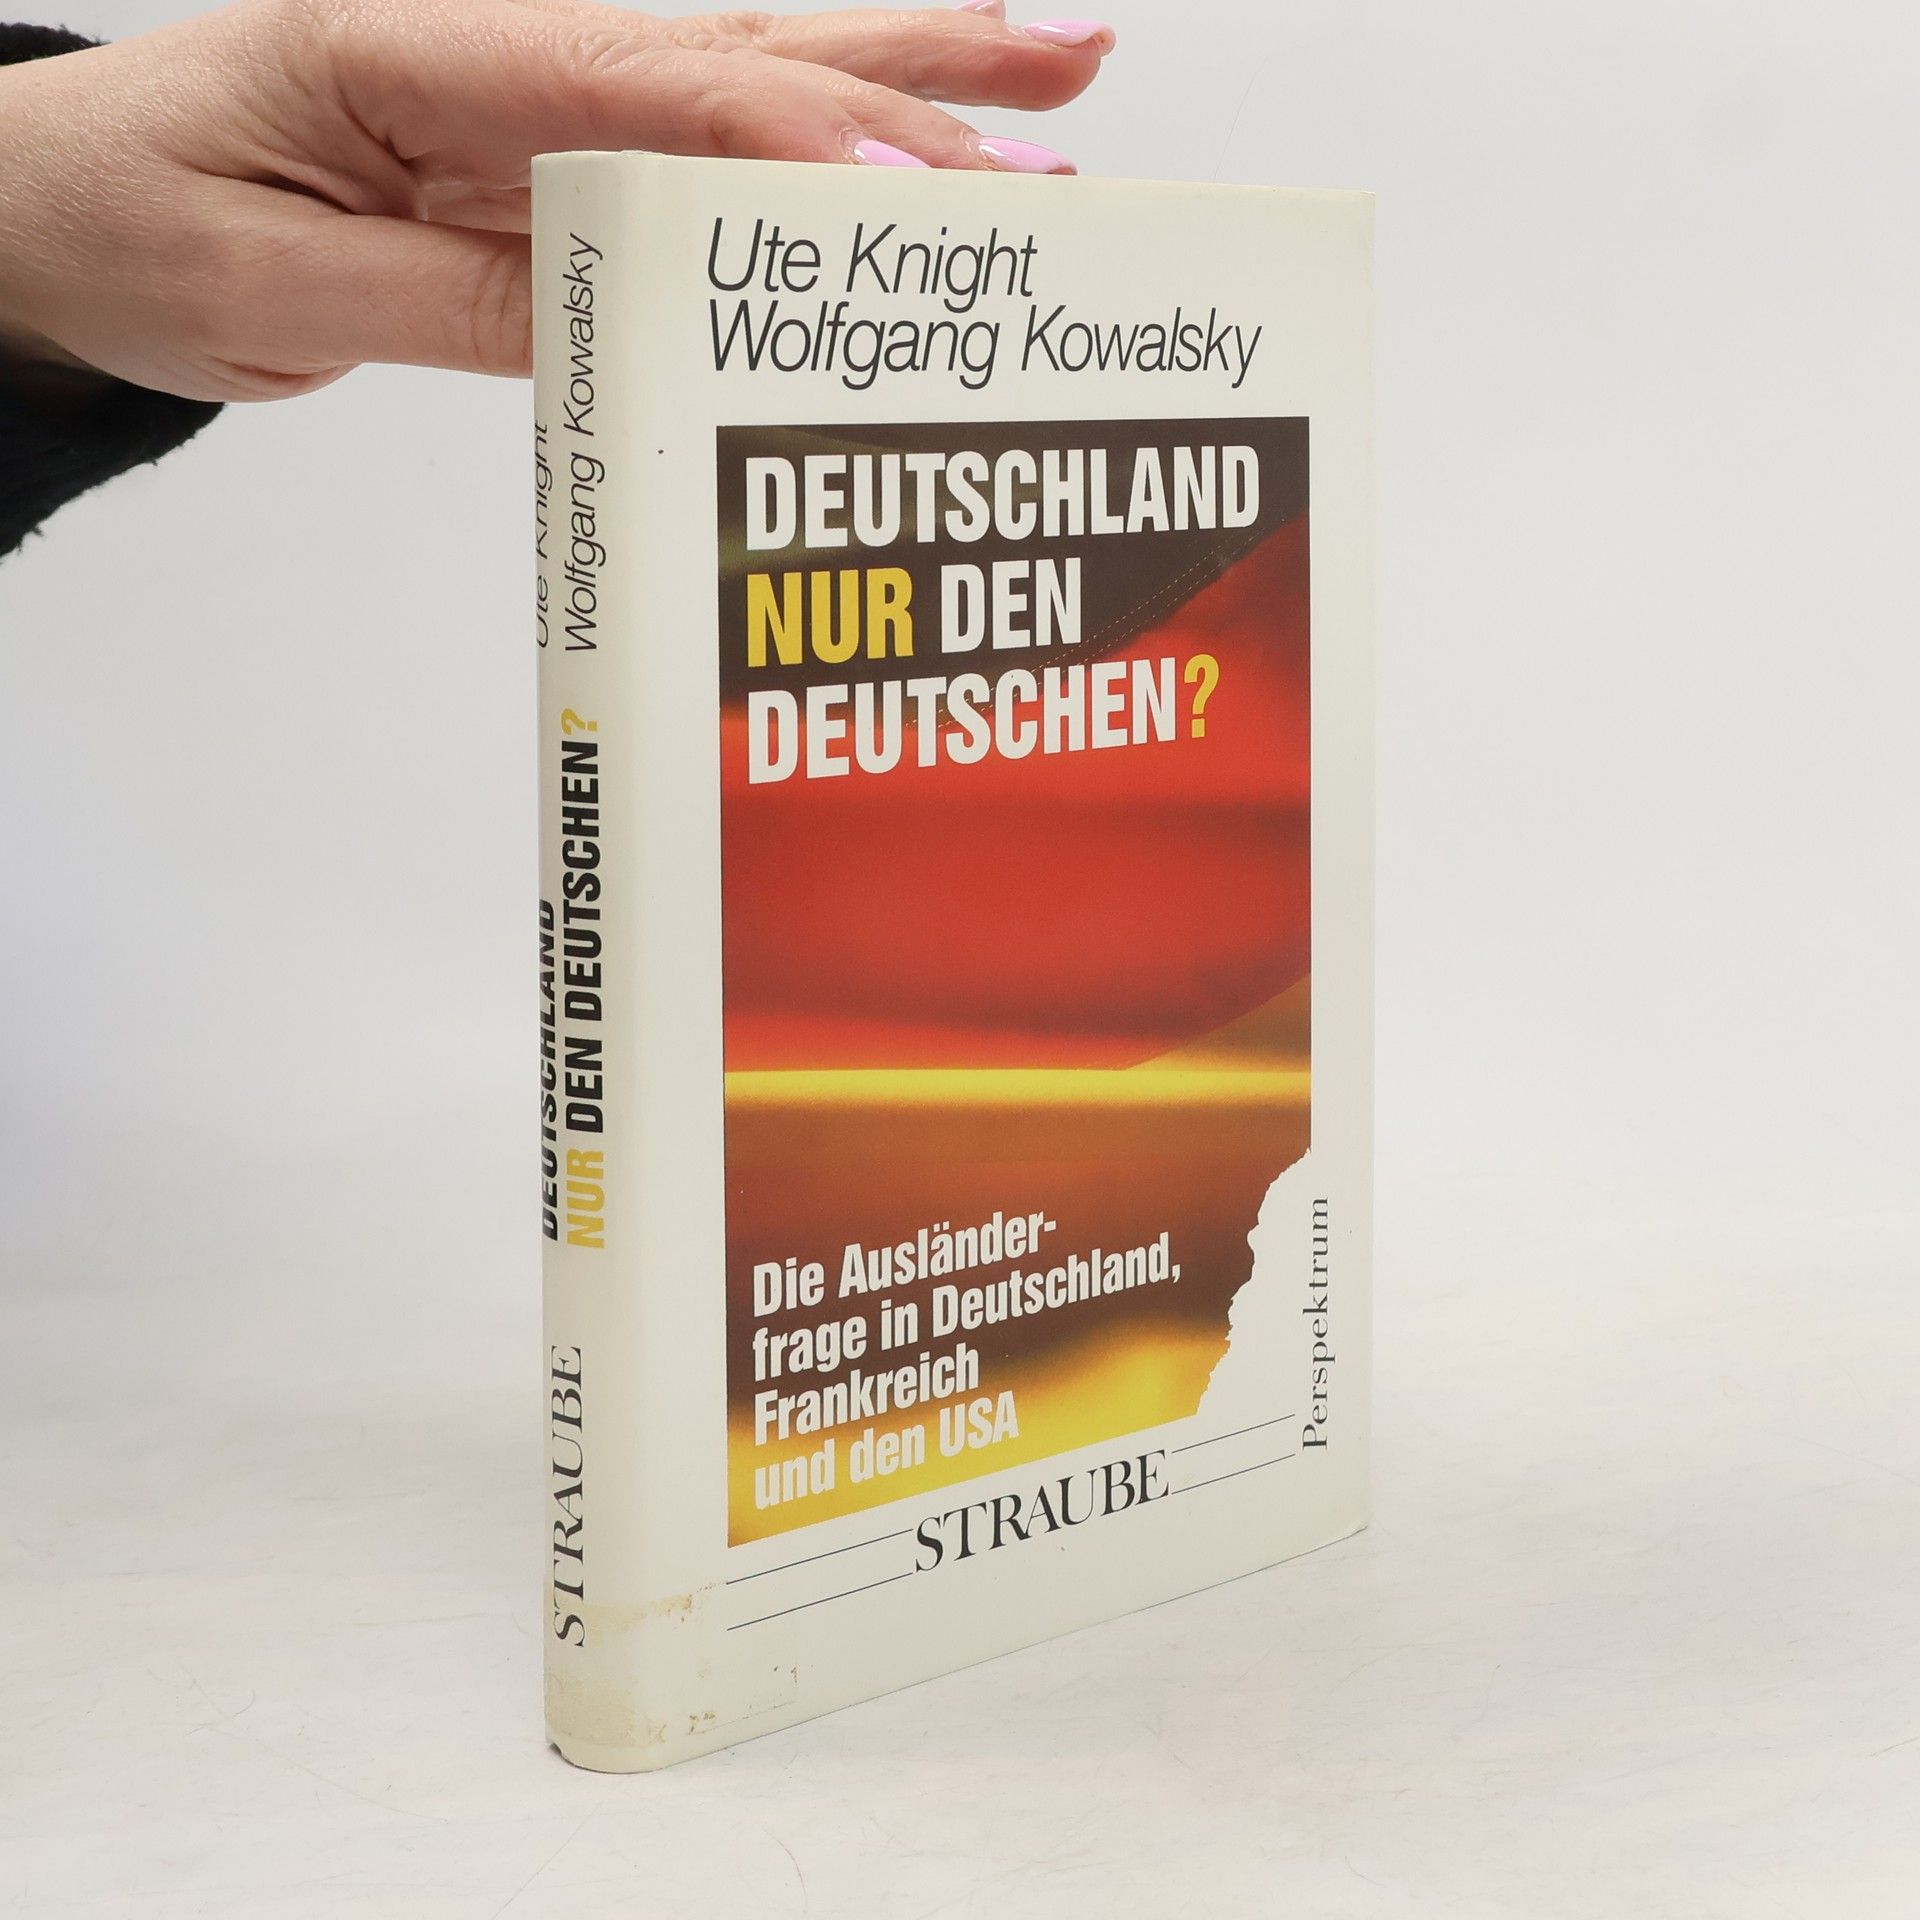 Ute Knight
Wolfgang Kowalsky
DEUTSCHLAND
NUR DEN
DEUTSCHEN?
Die Ausländer-
frage in Deutschland,
Frankreich
und den USA
STRAUBE
Perspektrum
Ute Knight
Wolfgang Kowalsky
DEUTSCHLAND
NUR DEN DEUTSCHEN?
STRAUBE